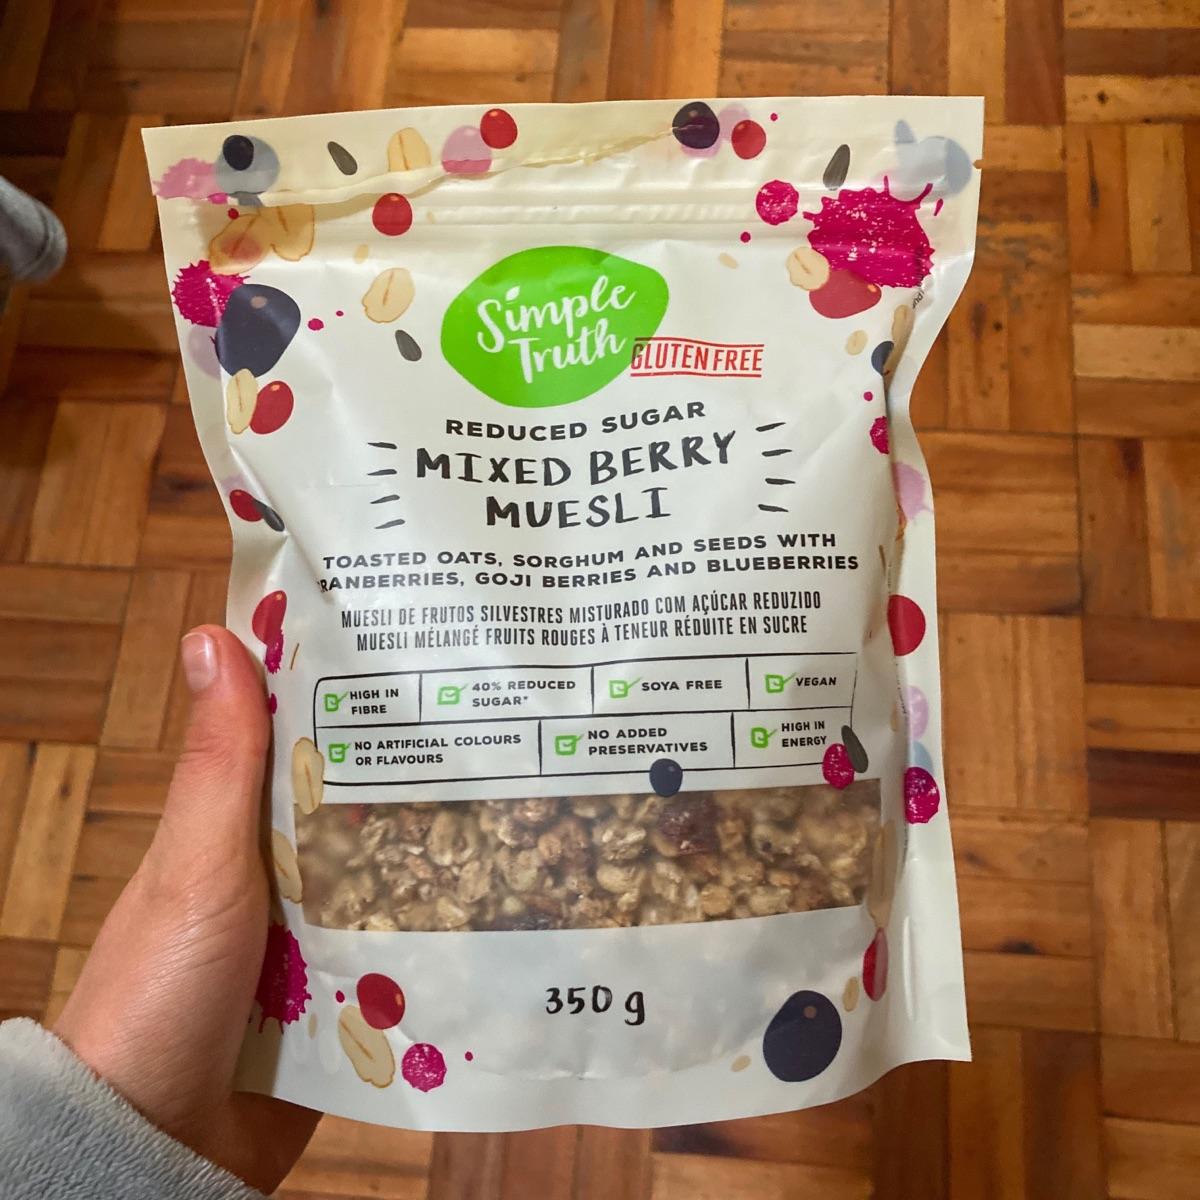 Simple
Truth
GLUTEN FREE
REDUCED SUGAR
MIXED BERRY
MUESLI
TOASTED OATS, SORGHUM AND SEEDS WITH
RANBERRIES, GOJI BERRIES AND BLUEBERRIES
MUESLI DE FRUTOS SILVESTRES MISTURADO COM AÇÚCAR REDUZIDO
MUESLI MÉLANGÉ FRUITS ROUGES À TENEUR RÉDUITE EN SUCRE
HIGH IN
FIBRE
40% REDUCED
SUGAR*
SOYA FREE
VEGAN
NO ARTIFICIAL COLOURS
OR FLAVOURS
NO ADDED
PRESERVATIVES
HIGH IN
ENERGY
350 g